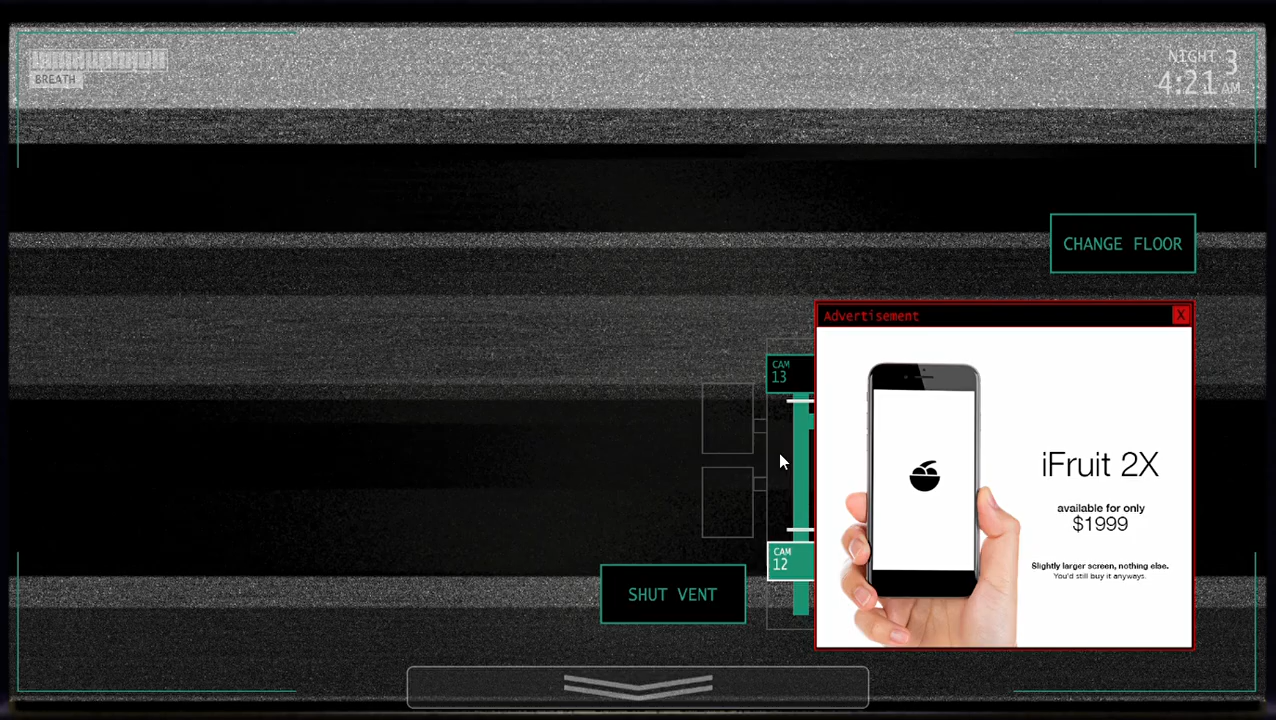 BREATH
NIGHT 3
4:21 AM
CHANGE FLOOR
Advertisement X
CAM
13
iFruit 2X
available for only
$1999
Slightly larger screen, nothing else.
You'd still buy it anyways.
CAM
12
SHUT VENT